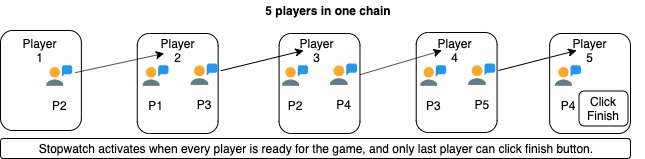 5 players in one chain
Player
1
P2
Player
2
P1
P3
Player
3
P2
P4
Player
4
P3
P5
Player
5
P4
Click
Finish
Stopwatch activates when every player is ready for the game, and only last player can click finish button.